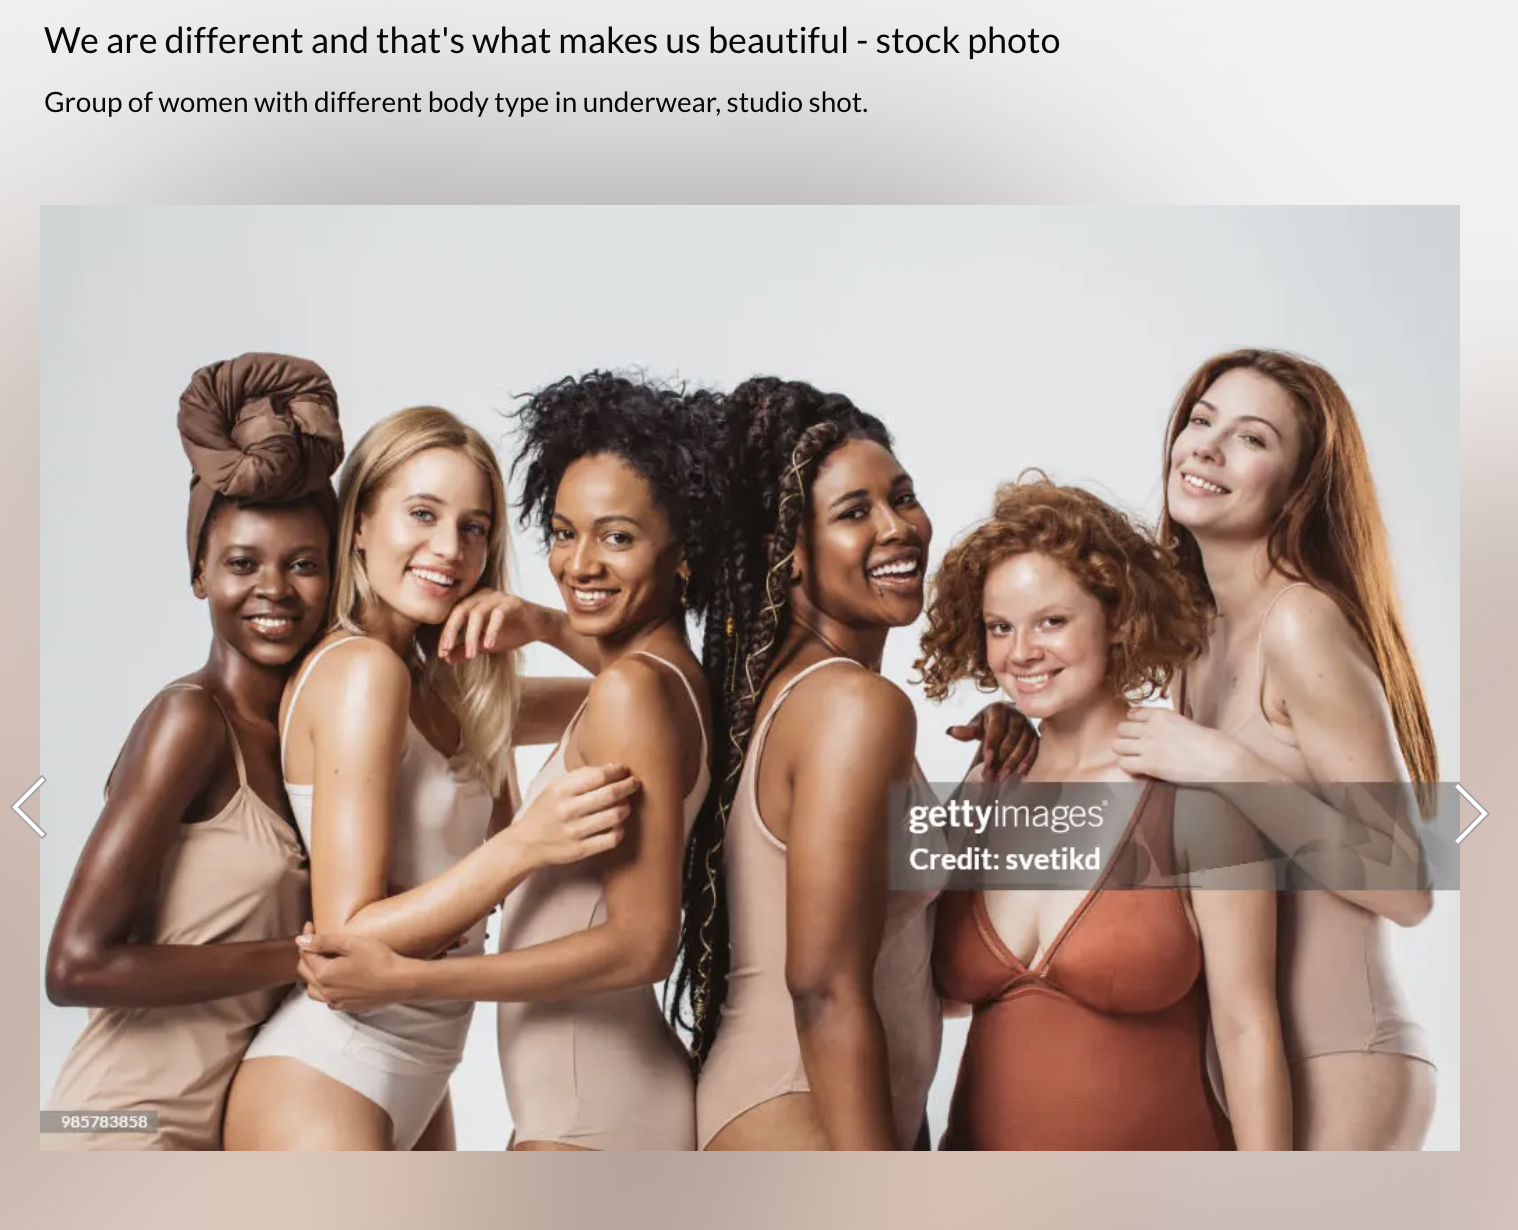 We are different and that's what makes us beautiful - stock photo
Group of women with different body type in underwear, studio shot.
gettyimages®
Credit: svetikd
985783858